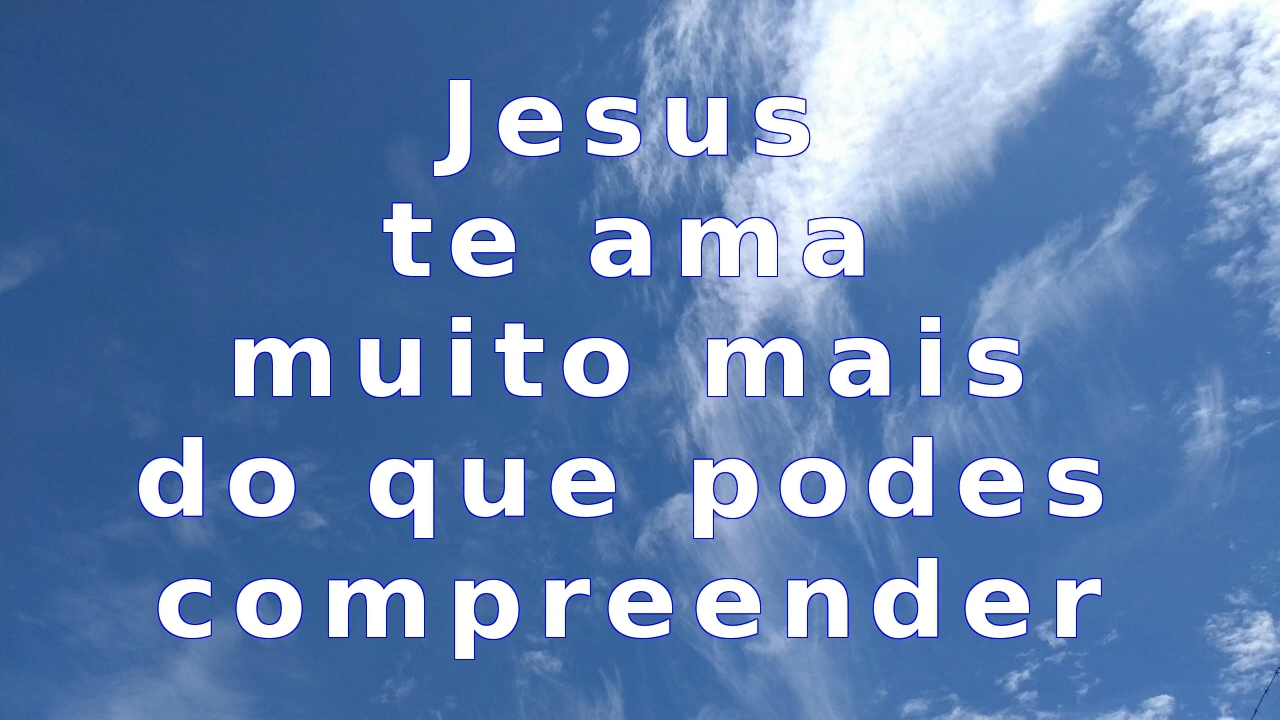 Jesus
te ama
muito mais
do que podes
compreender